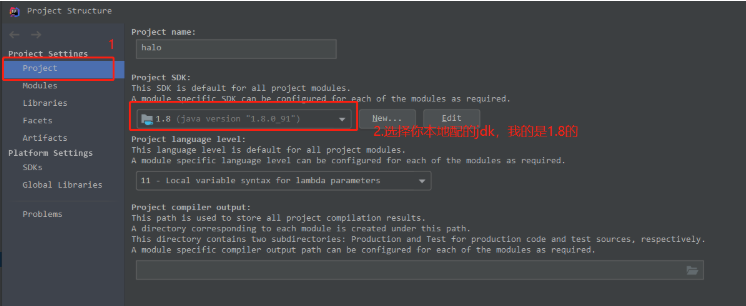 Project Structure
1
Project Settings
Project
Modules
Libraries
Facets
Artifacts
Platform Settings
SDKs
Global Libraries
Problems
Project name:
halo
Project SDK:
This SDK is default for all project modules.
A module specific SDK can be configured for each of the modules as required.
1.8 (java version "1.8.0_91")
New...
Edit
2.选择你本地配的jdk，我的是1.8的
Project language level:
This language level is default for all project modules.
A module specific language level can be configured for each of the modules as required.
11 - Local variable syntax for lambda parameters
Project compiler output:
This path is used to store all project compilation results.
A directory corresponding to each module is created under this path.
This directory contains two subdirectories: Production and Test for production code and test sources, respectively.
A module specific compiler output path can be configured for each of the modules as required.